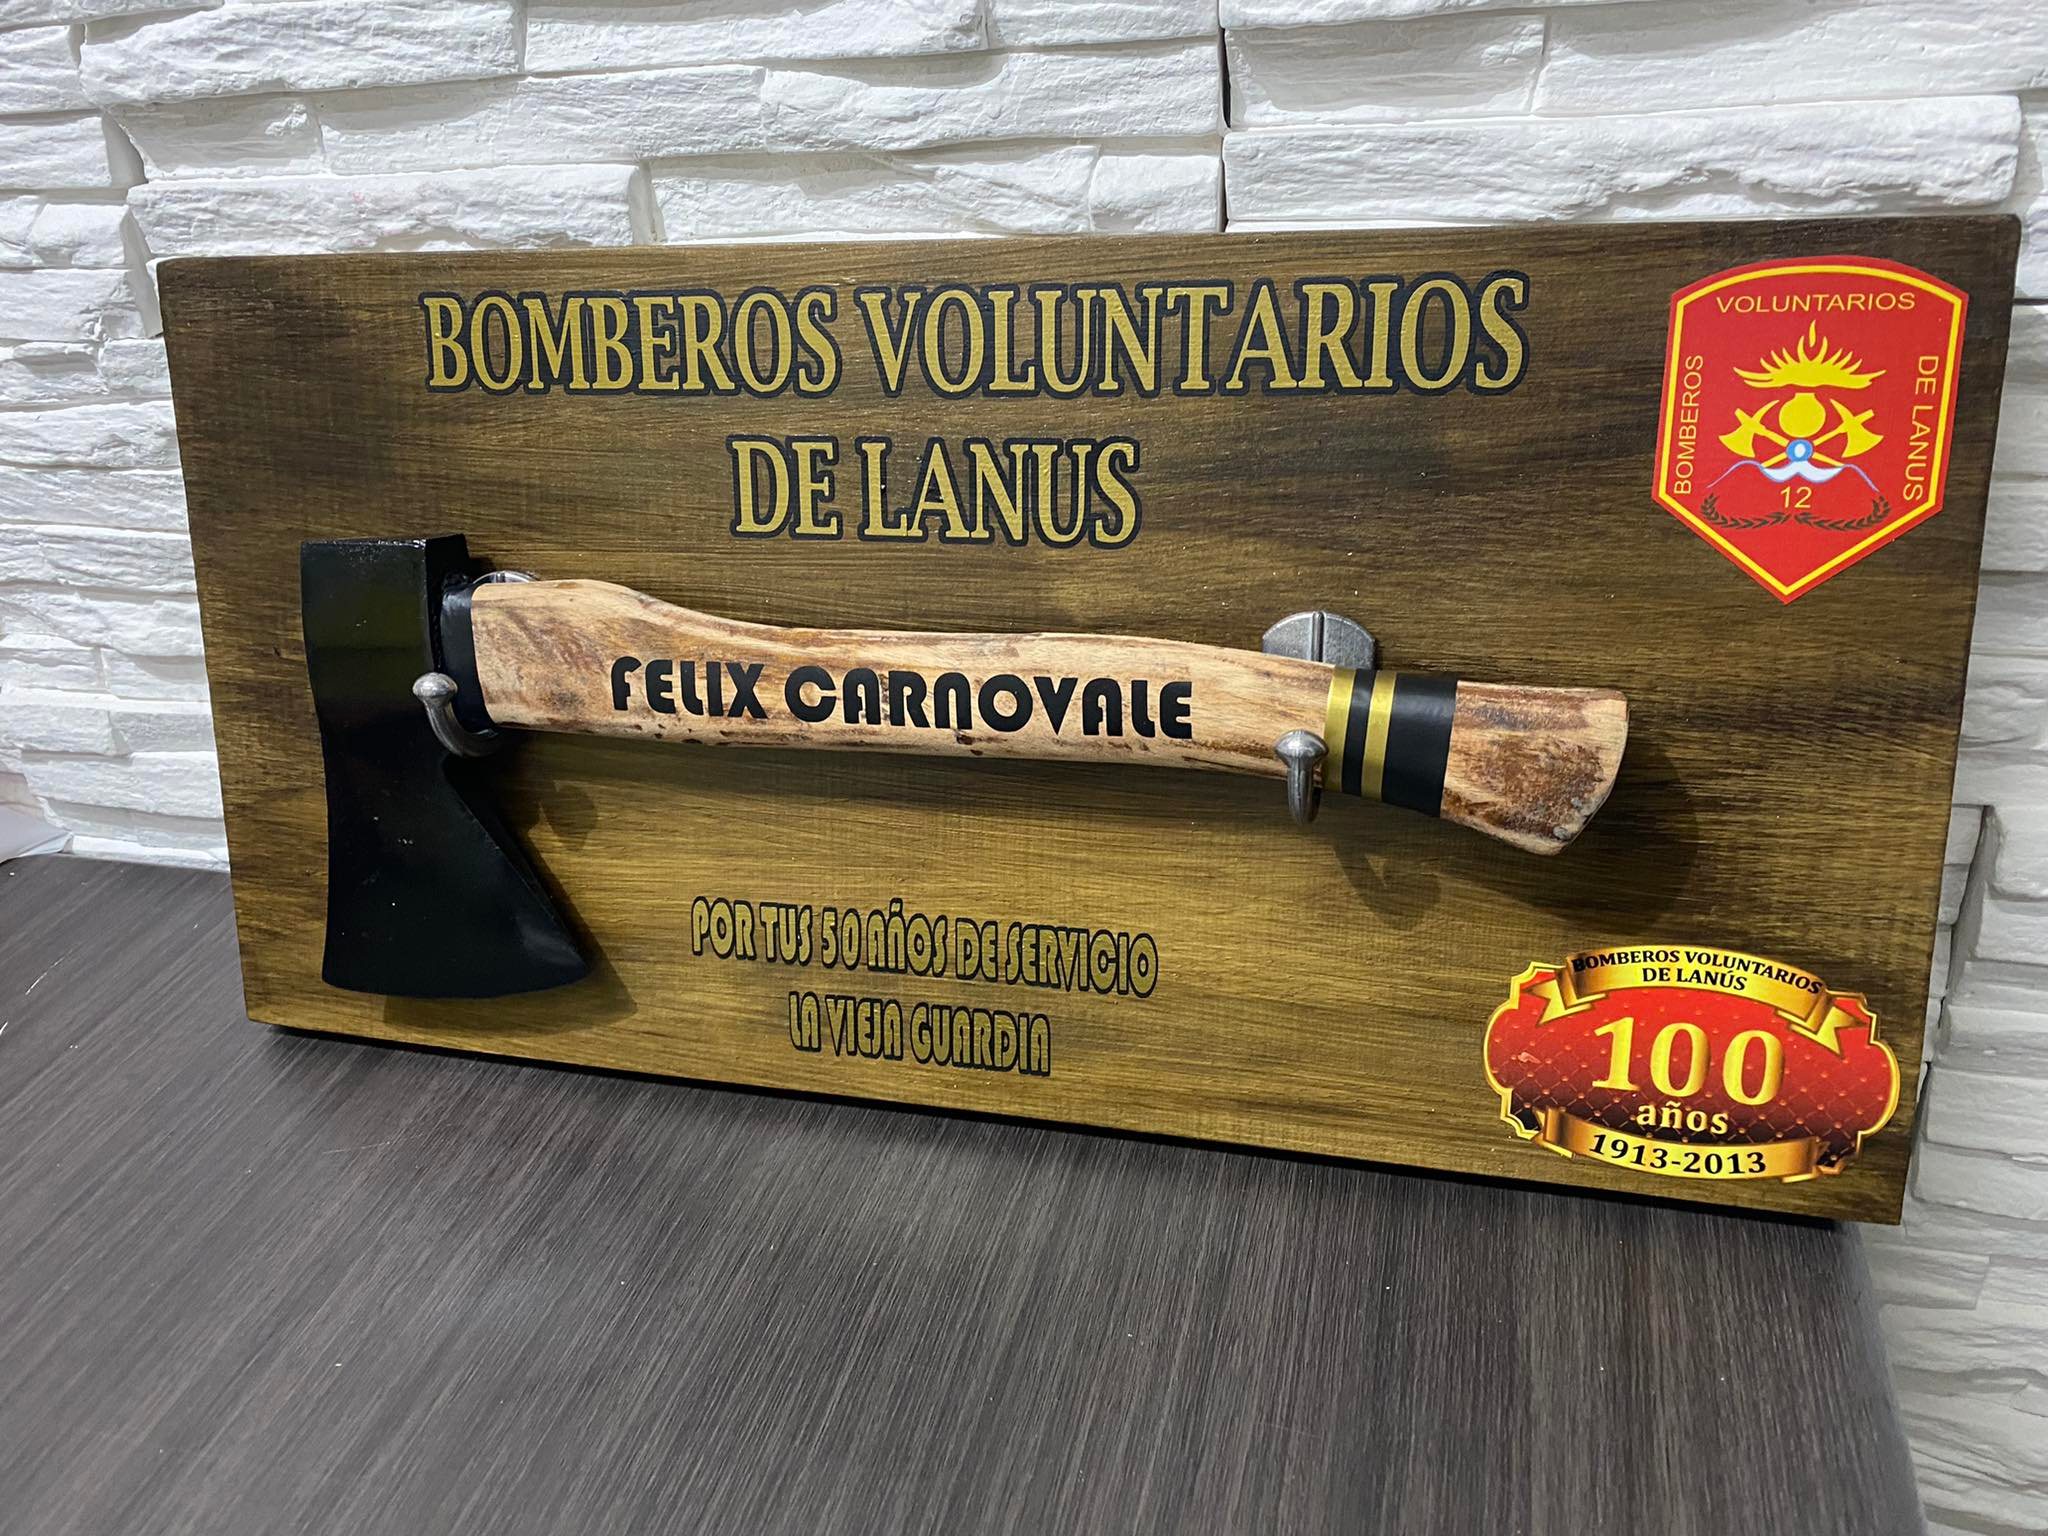 BOMBEROS VOLUNTARIOS
DE LANUS
VOLUNTARIOS
BOMBEROS
DE LANUS
12
FELIX CARNOVALE
POR TUS 50 AÑOS DE SERVICIO
LA VIEJA GUARDIA
BOMBEROS VOLUNTARIOS
DE LANÚS
100
años
1913-2013